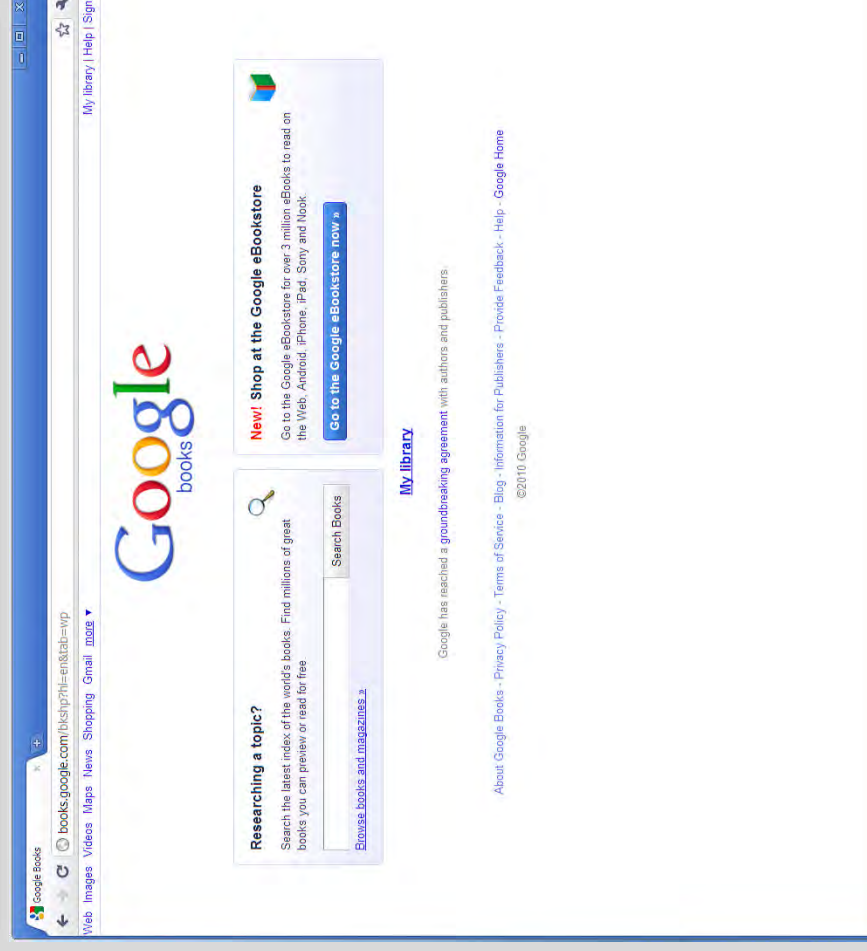 Google Books
books.google.com/bkshp?hl=en&tab=wp
Web Images Videos Maps News Shopping Gmail more ▼
My library | Help | Sign
Google
books
Researching a topic?
Search the latest index of the world's books. Find millions of great
books you can preview or read for free.
Search Books
Browse books and magazines »
New! Shop at the Google eBookstore
Go to the Google eBookstore for over 3 million eBooks to read on
the Web, Android, iPhone, iPad, Sony and Nook.
Go to the Google eBookstore now »
My library
Google has reached a groundbreaking agreement with authors and publishers.
About Google Books - Privacy Policy - Terms of Service - Blog - Information for Publishers - Provide Feedback - Help - Google Home
©2010 Google